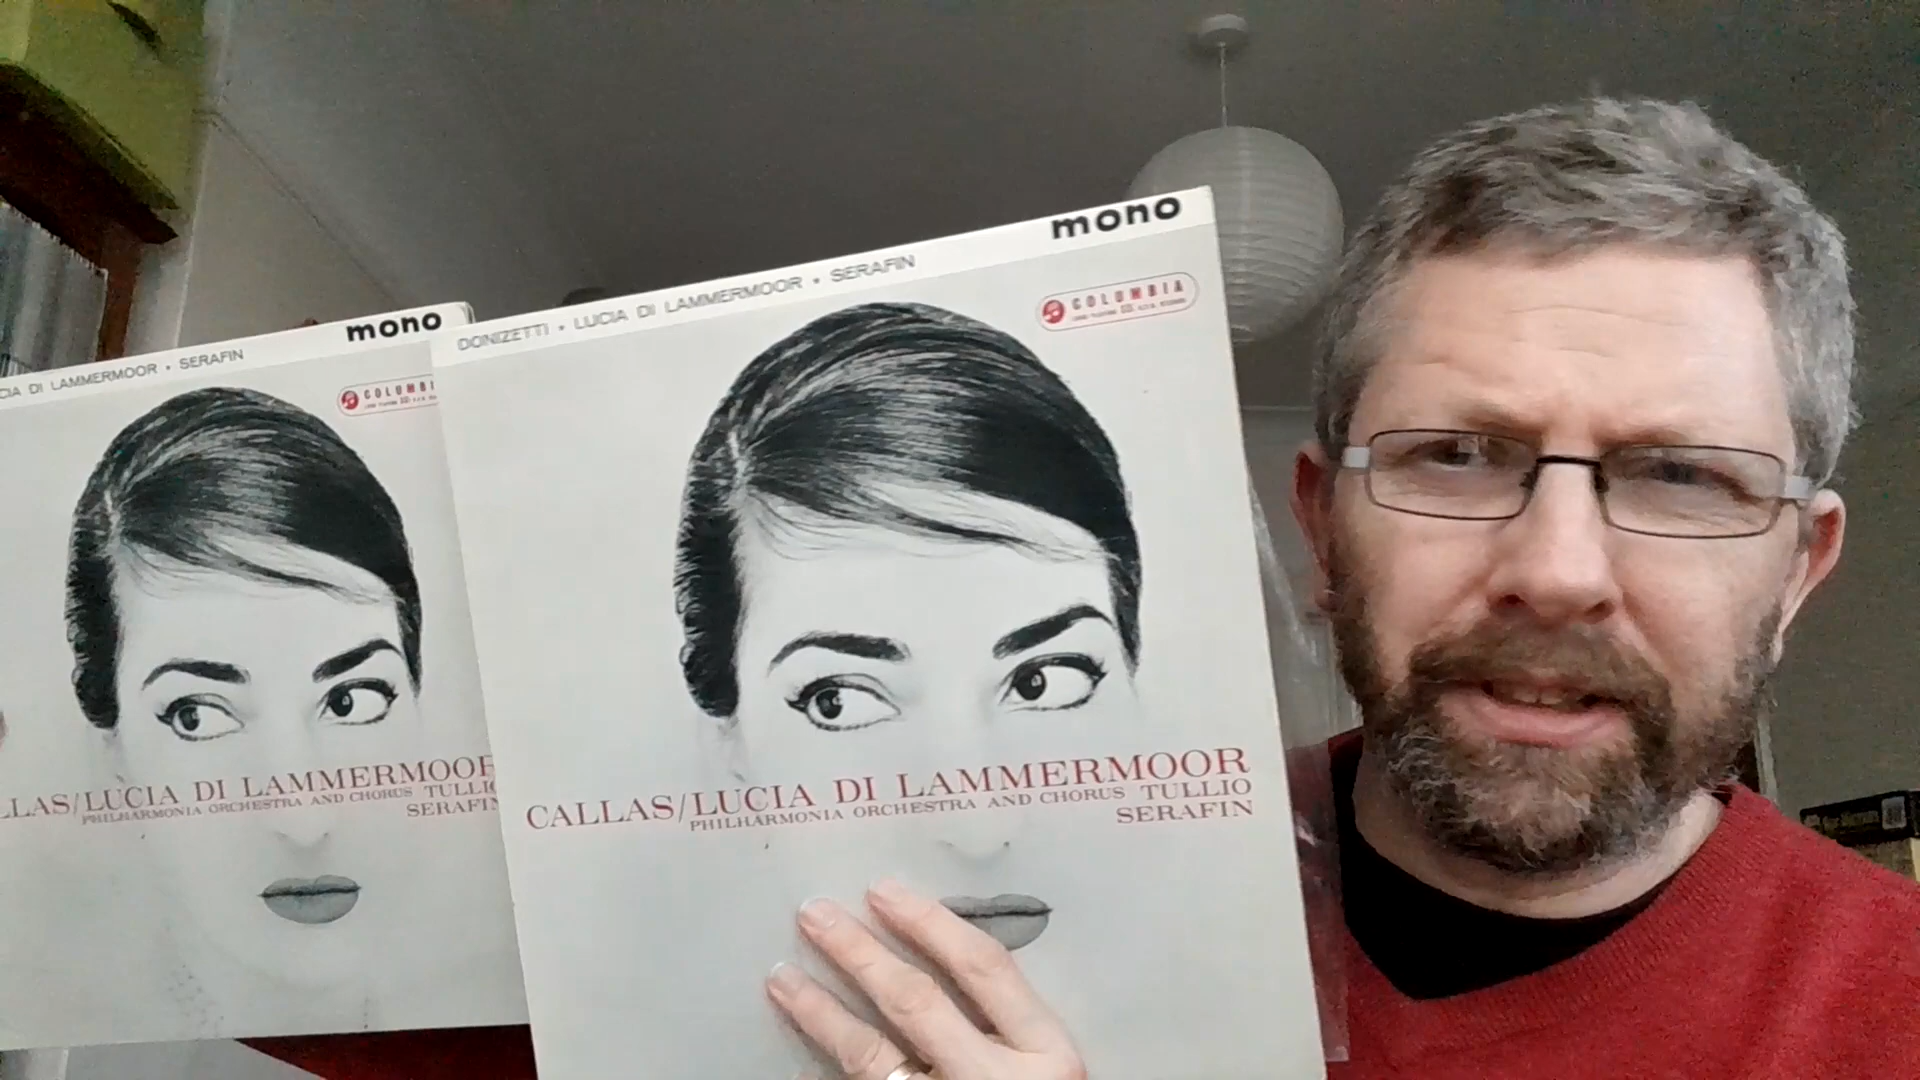 mono
CIA DI LAMMERMOOR • SERAFIN
COLUMBI
LLAS/LUCIA DI LAMMERMOOR
PHILHARMONIA ORCHESTRA AND CHORUS TULLIO
SERAFIN
mono
DONIZETTI • LUCIA DI LAMMERMOOR • SERAFIN
COLUMBIA
CALLAS/LUCIA DI LAMMERMOOR
PHILHARMONIA ORCHESTRA AND CHORUS TULLIO
SERAFIN